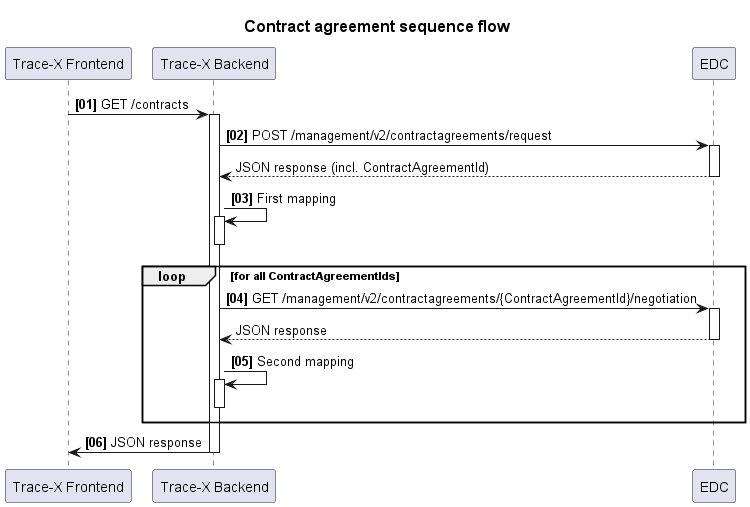 Contract agreement sequence flow
Trace-X Frontend
Trace-X Backend
EDC
[01] GET /contracts
[02] POST /management/v2/contractagreements/request
JSON response (incl. ContractAgreementId)
[03] First mapping
loop
[for all ContractAgreementIds]
[04] GET /management/v2/contractagreements/{ContractAgreementId}/negotiation
JSON response
[05] Second mapping
[06] JSON response
Trace-X Frontend
Trace-X Backend
EDC